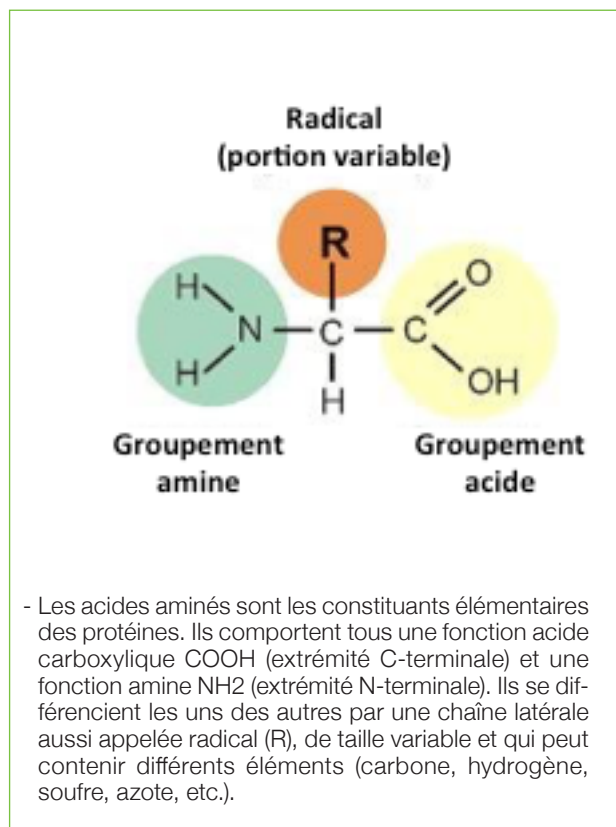 Radical
(portion variable)
R
H
O
N
C
C
H
OH
H
Groupement
amine
Groupement
acide
- Les acides aminés sont les constituants élémentaires
des protéines. Ils comportent tous une fonction acide
carboxylique COOH (extrémité C-terminale) et une
fonction amine NH2 (extrémité N-terminale). Ils se dif-
férencient les uns des autres par une chaîne latérale
aussi appelée radical (R), de taille variable et qui peut
contenir différents éléments (carbone, hydrogène,
soufre, azote, etc.).